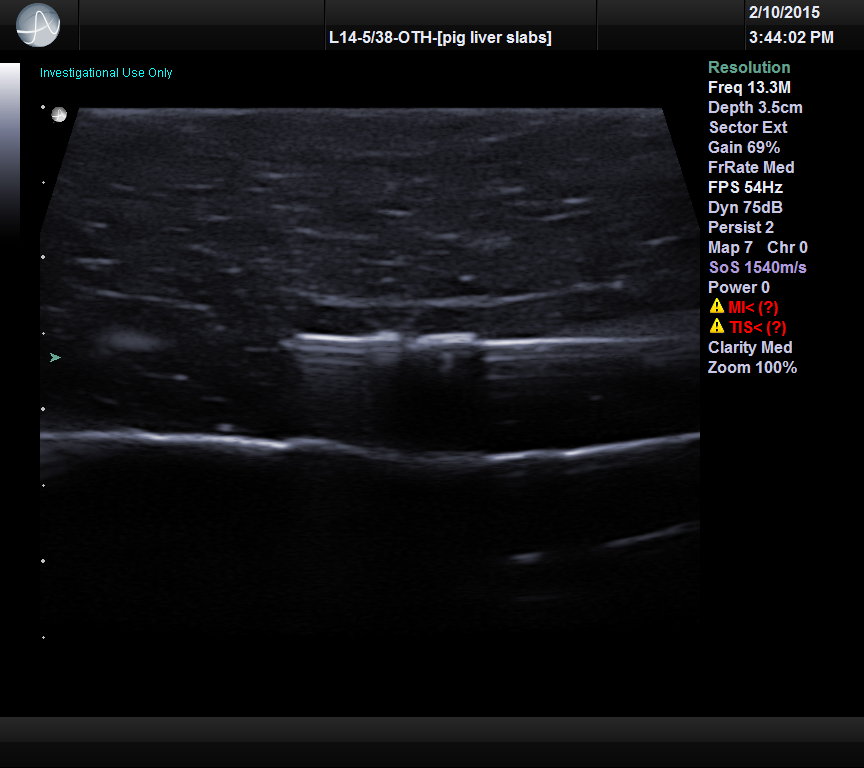 2/10/2015
L14-5/38-OTH-[pig liver slabs]
3:44:02 PM
Investigational Use Only
Resolution
Freq 13.3M
Depth 3.5cm
Sector Ext
Gain 69%
FrRate Med
FPS 54Hz
Dyn 75dB
Persist 2
Map 7 Chr 0
SoS 1540m/s
Power 0
MI< (?)
TIS< (?)
Clarity Med
Zoom 100%